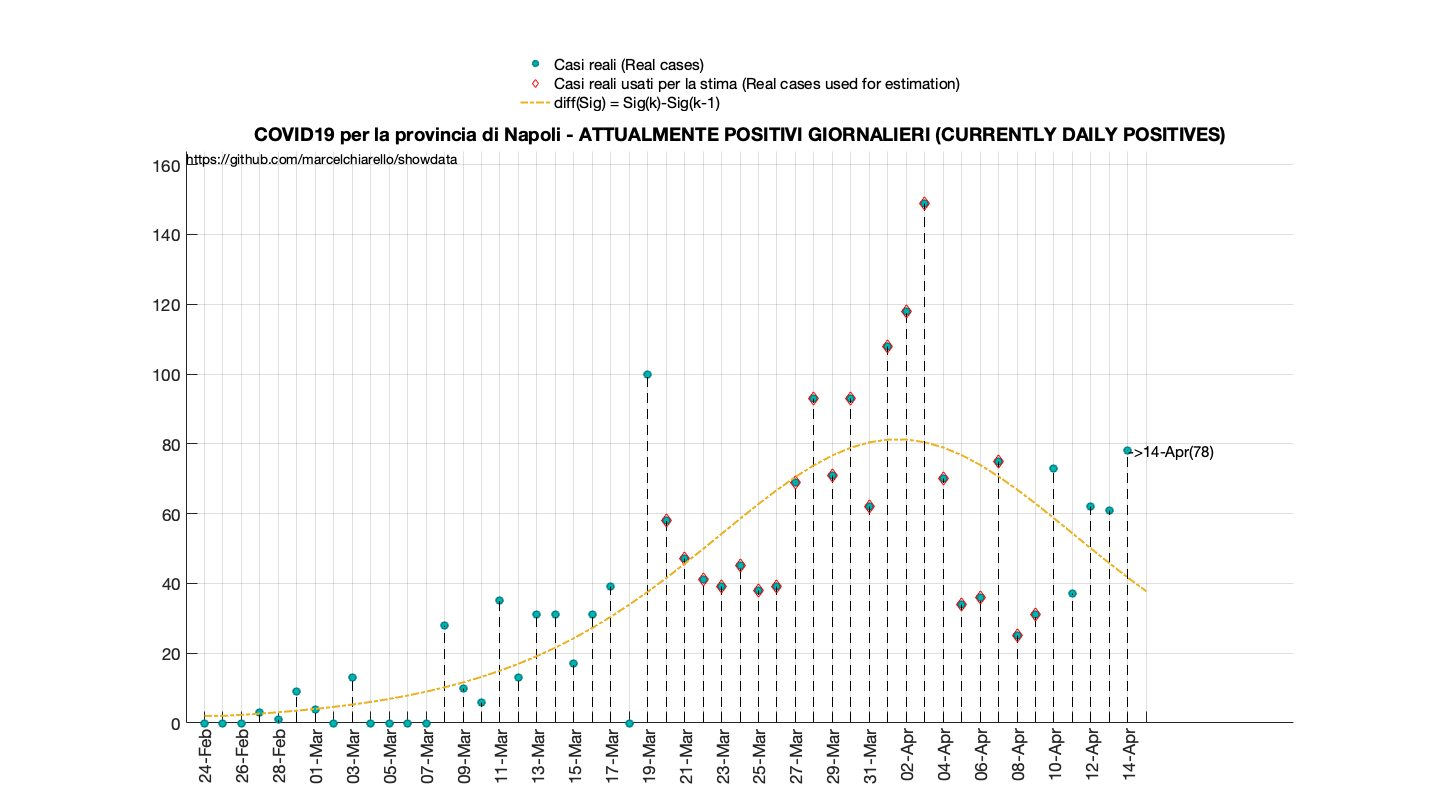 Casi reali (Real cases)
Casi reali usati per la stima (Real cases used for estimation)
diff(Sig) = Sig(k)-Sig(k-1)
COVID19 per la provincia di Napoli - ATTUALMENTE POSITIVI GIORNALIERI (CURRENTLY DAILY POSITIVES)
https://github.com/marcelchiarello/showdata
160
140
120
100
80
60
40
20
0
->14-Apr(78)
24-Feb
26-Feb
28-Feb
01-Mar
03-Mar
05-Mar
07-Mar
09-Mar
11-Mar
13-Mar
15-Mar
17-Mar
19-Mar
21-Mar
23-Mar
25-Mar
27-Mar
29-Mar
31-Mar
02-Apr
04-Apr
06-Apr
08-Apr
10-Apr
12-Apr
14-Apr